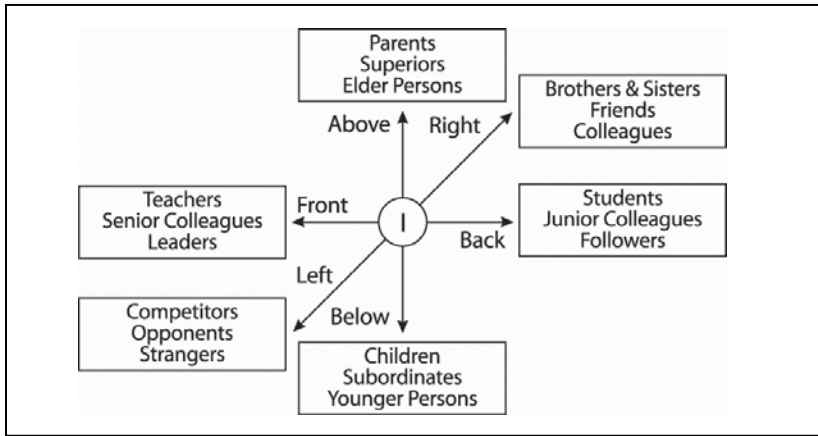 Parents
Superiors
Elder Persons
Brothers & Sisters
Friends
Colleagues
Above
Right
Teachers
Senior Colleagues
Leaders
Front
I
Back
Students
Junior Colleagues
Followers
Left
Below
Competitors
Opponents
Strangers
Children
Subordinates
Younger Persons